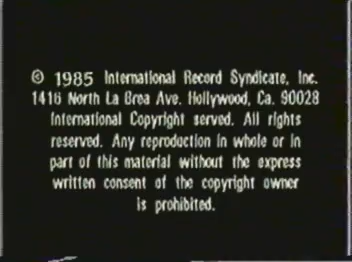 © 1985 International Record Syndicate, Inc.
1416 North La Brea Ave. Hollywood, Ca. 90028
International Copyright served. All rights
reserved. Any reproduction in whole or in
part of this material without the express
written consent of the copyright owner
is prohibited.